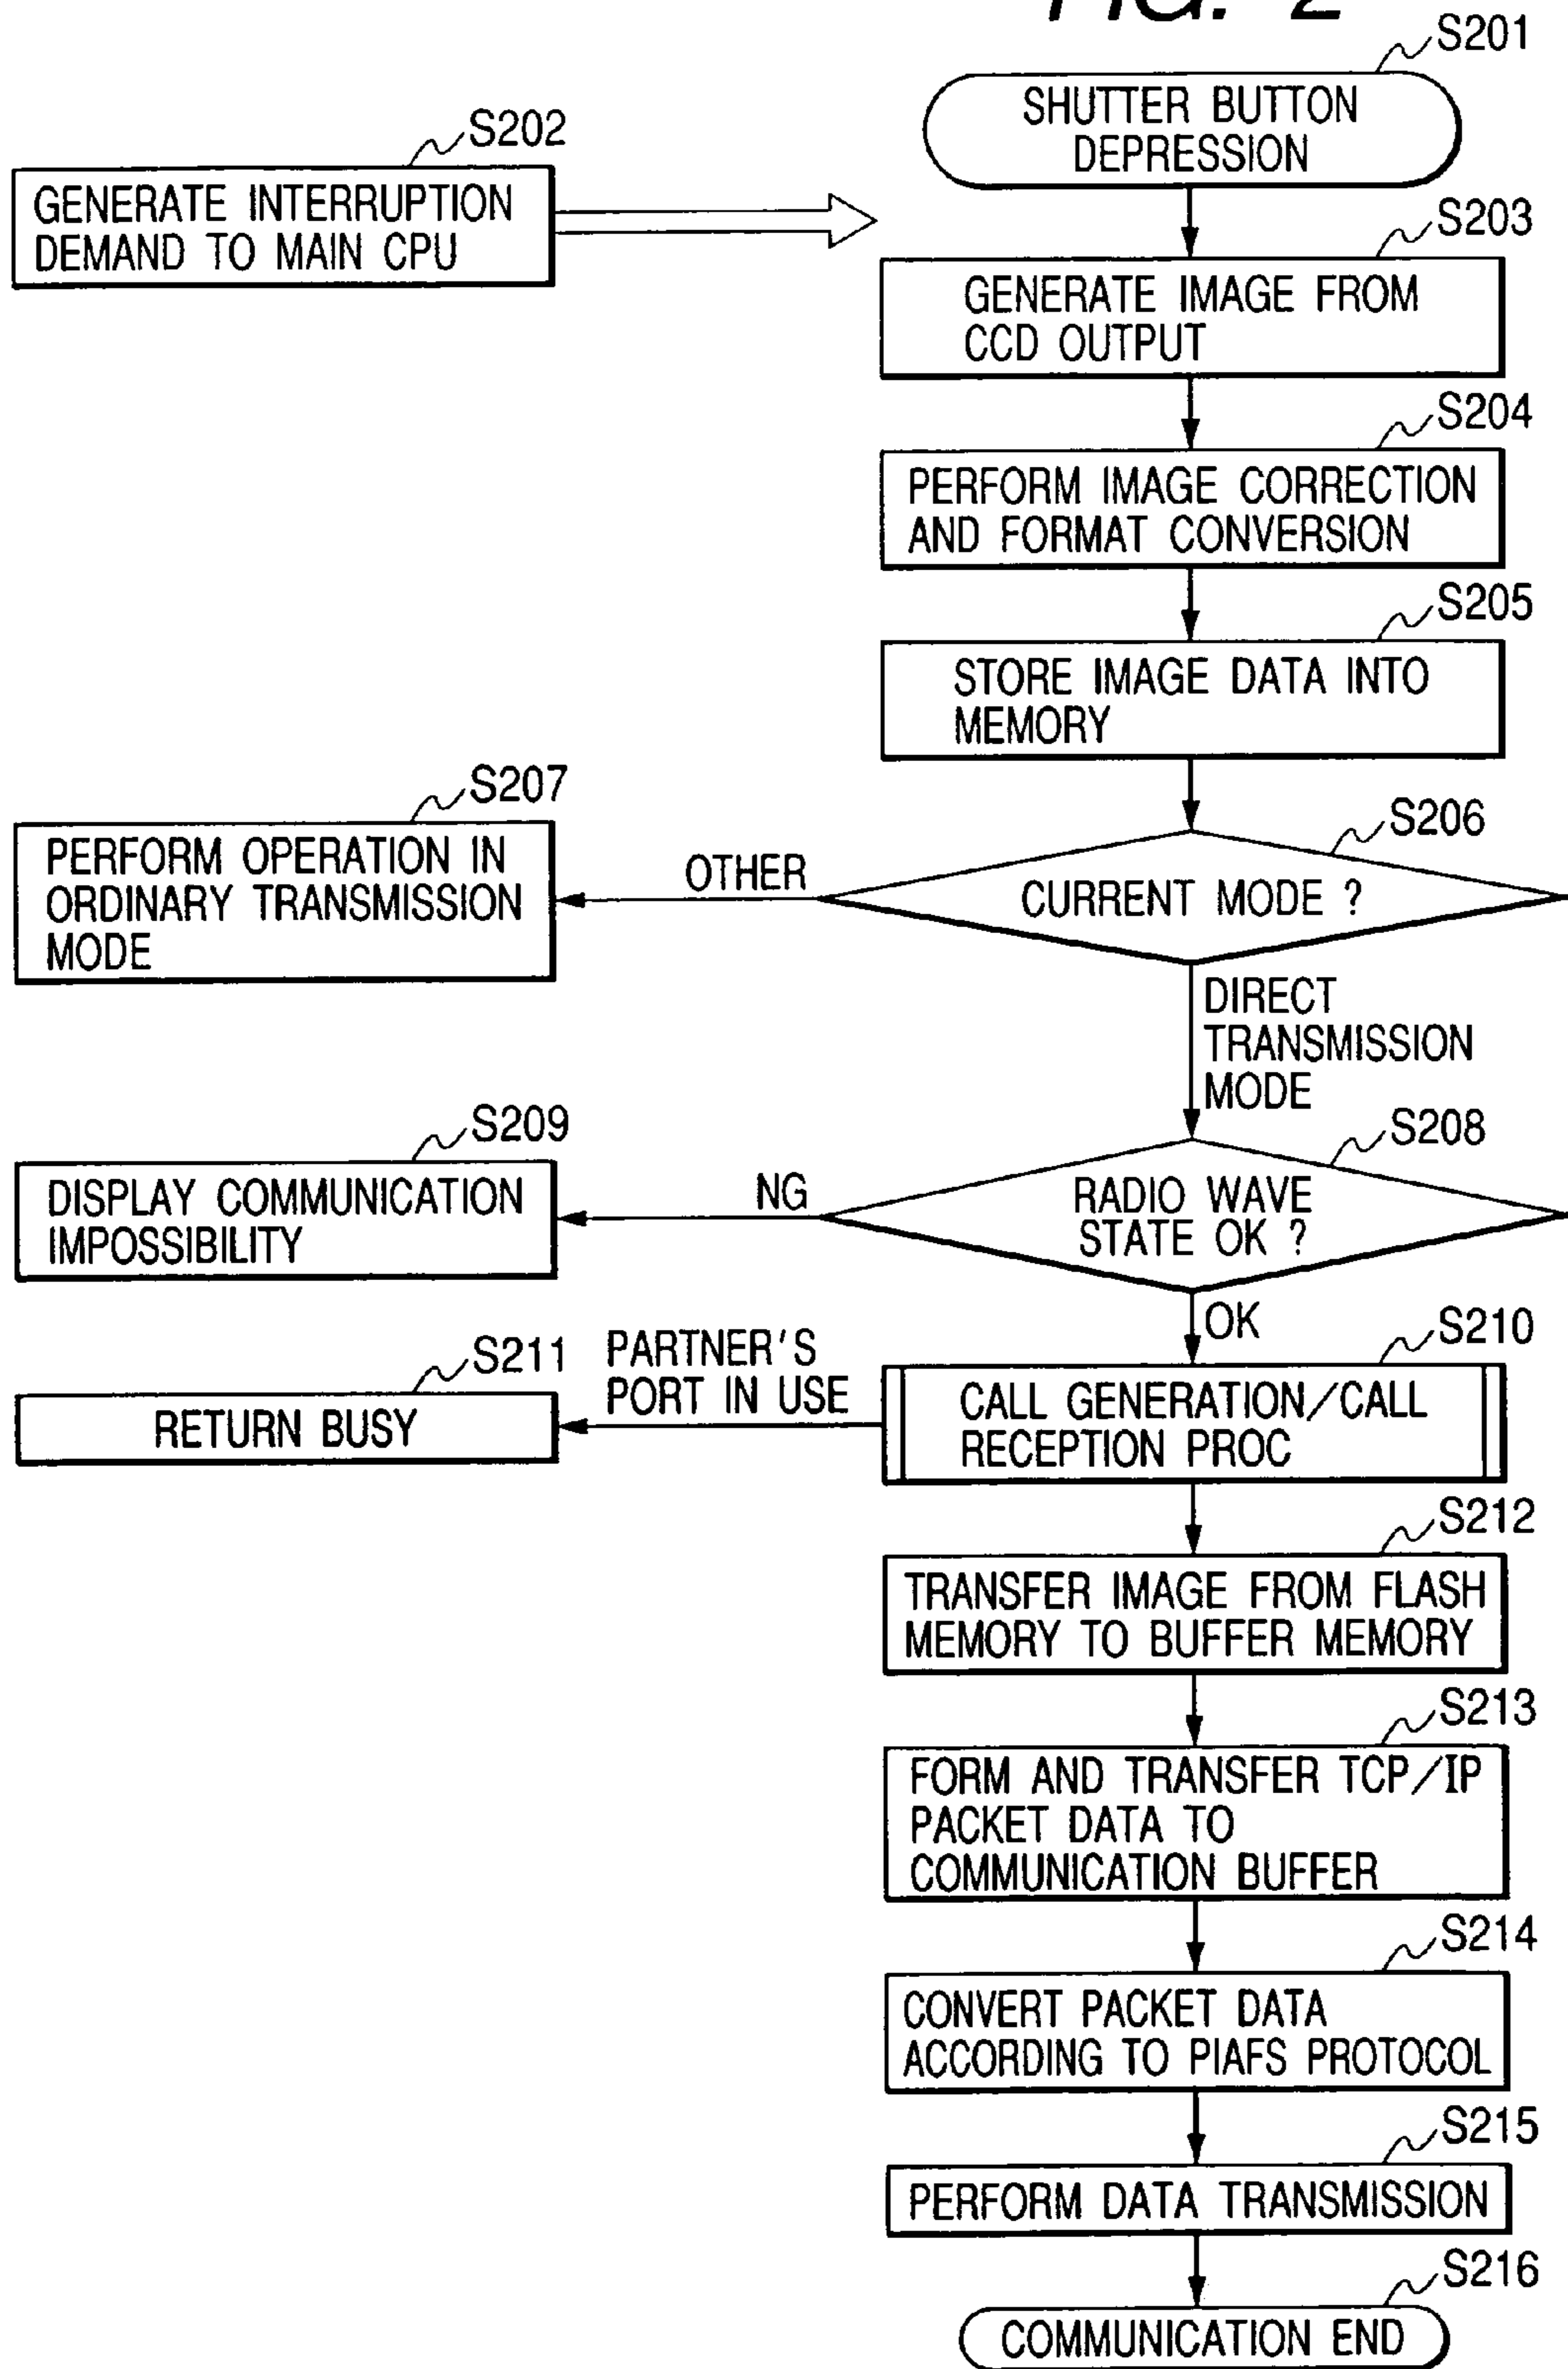 FIG. 2
S201
SHUTTER BUTTON
DEPRESSION
S202
GENERATE INTERRUPTION
DEMAND TO MAIN CPU
S203
GENERATE IMAGE FROM
CCD OUTPUT
S204
PERFORM IMAGE CORRECTION
AND FORMAT CONVERSION
S205
STORE IMAGE DATA INTO
MEMORY
S206
CURRENT MODE ?
OTHER
S207
PERFORM OPERATION IN
ORDINARY TRANSMISSION
MODE
DIRECT
TRANSMISSION
MODE
S208
RADIO WAVE
STATE OK ?
NG
S209
DISPLAY COMMUNICATION
IMPOSSIBILITY
OK
S210
CALL GENERATION/CALL
RECEPTION PROC
PARTNER'S
PORT IN USE
S211
RETURN BUSY
S212
TRANSFER IMAGE FROM FLASH
MEMORY TO BUFFER MEMORY
S213
FORM AND TRANSFER TCP/IP
PACKET DATA TO
COMMUNICATION BUFFER
S214
CONVERT PACKET DATA
ACCORDING TO PIAFS PROTOCOL
S215
PERFORM DATA TRANSMISSION
S216
COMMUNICATION END